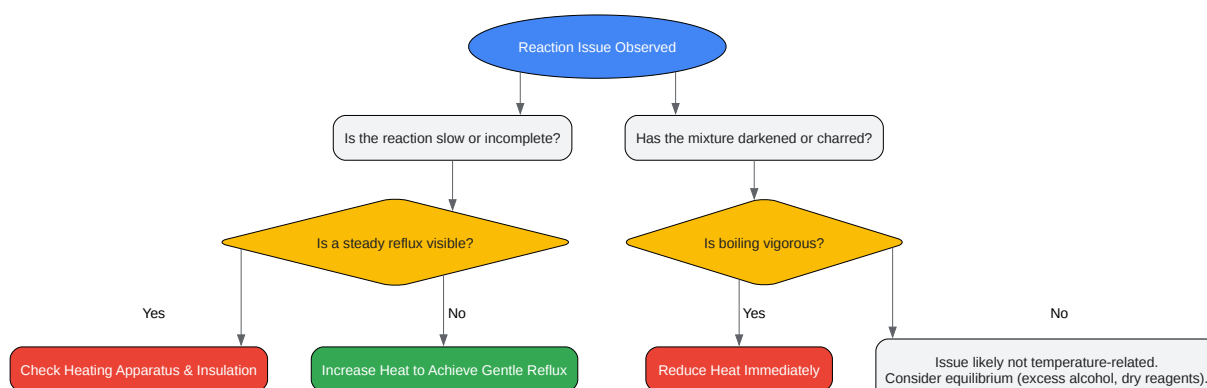 Reaction Issue Observed
Is the reaction slow or incomplete?
Has the mixture darkened or charred?
Is a steady reflux visible?
Is boiling vigorous?
Yes
No
Yes
No
Check Heating Apparatus & Insulation
Increase Heat to Achieve Gentle Reflux
Reduce Heat Immediately
Issue likely not temperature-related.
Consider equilibrium (excess alcohol, dry reagents).